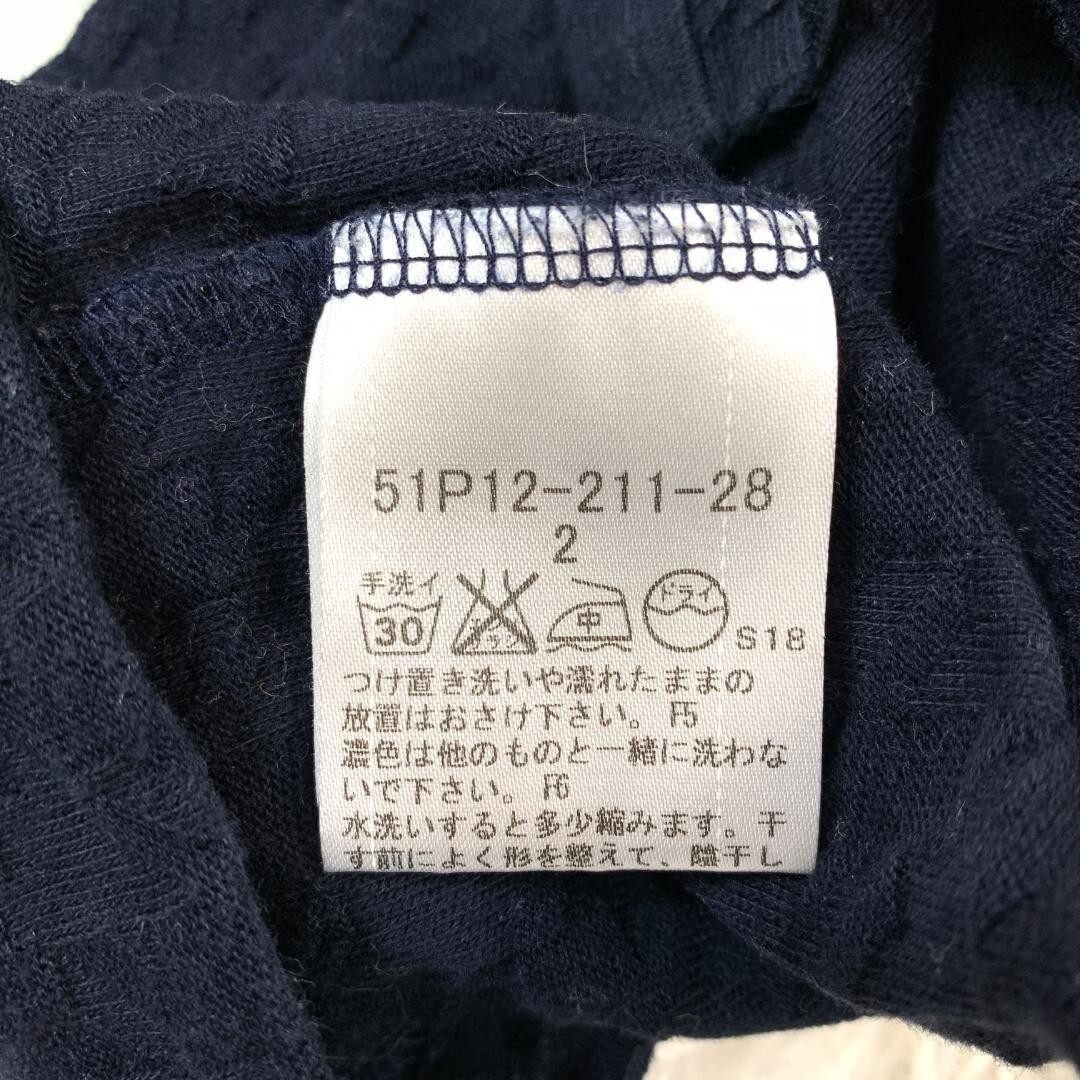 51P12-211-28
2
手洗イ
30
中
ドライ
S18
つけ置き洗いや濡れたままの
放置はおさけ下さい。 F5
濃色は他のものと一緒に洗わな
いで下さい。 F6
水洗いすると多少縮みます。干
す前によく形を整えて、陰干し